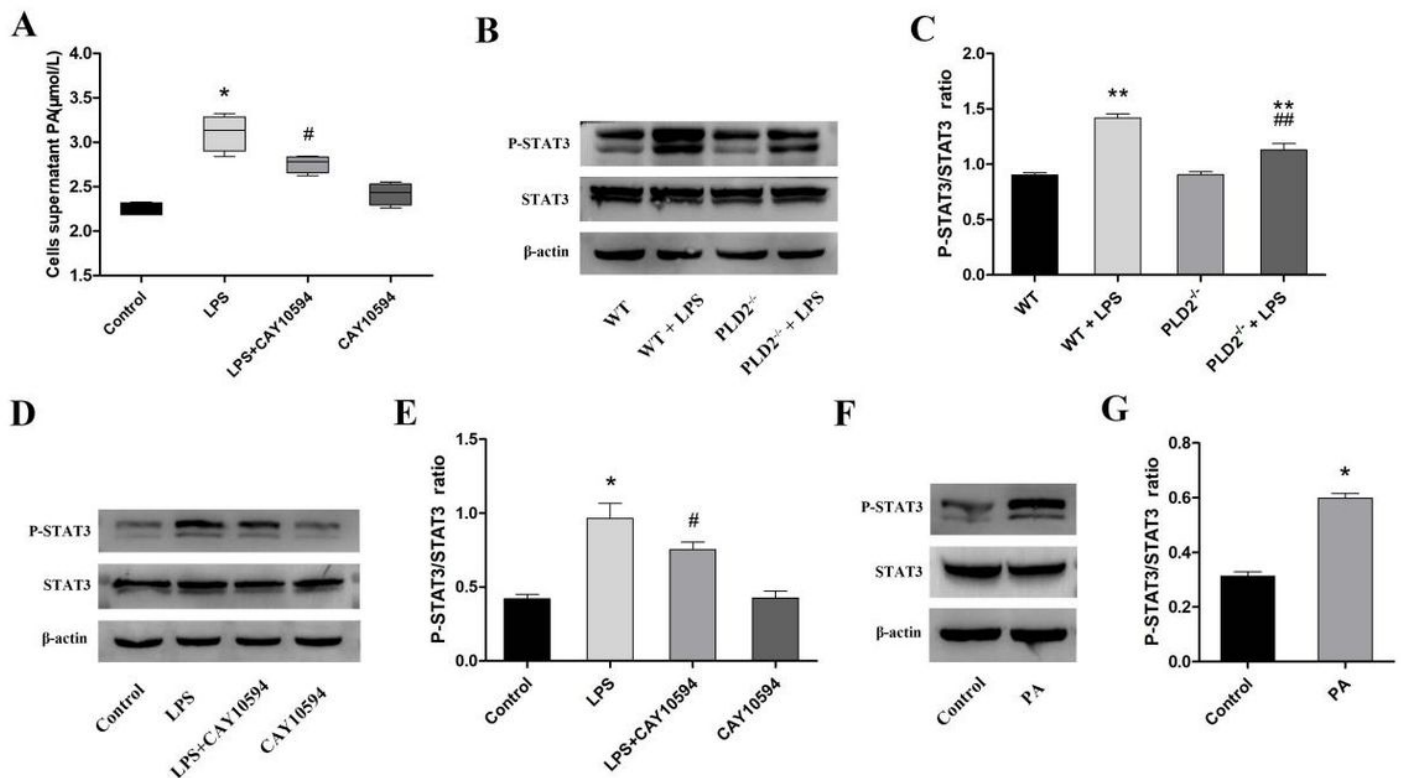 A
Cells supernatant PA(μmol/L)
4.0
3.5
3.0
2.5
2.0
1.5
*
#
Control
LPS
LPS+CAY10594
CAY10594
B
P-STAT3
STAT3
β-actin
WT
WT + LPS
PLD2⁻/⁻
PLD2⁻/⁻ + LPS
C
P-STAT3/STAT3 ratio
2.0
1.5
1.0
0.5
0.0
**
**
##
WT
WT + LPS
PLD2⁻/⁻
PLD2⁻/⁻ + LPS
D
P-STAT3
STAT3
β-actin
Control
LPS
LPS+CAY10594
CAY10594
E
P-STAT3/STAT3 ratio
1.5
1.0
0.5
0.0
*
#
Control
LPS
LPS+CAY10594
CAY10594
F
P-STAT3
STAT3
β-actin
Control
PA
G
P-STAT3/STAT3 ratio
0.8
0.6
0.4
0.2
0.0
*
Control
PA